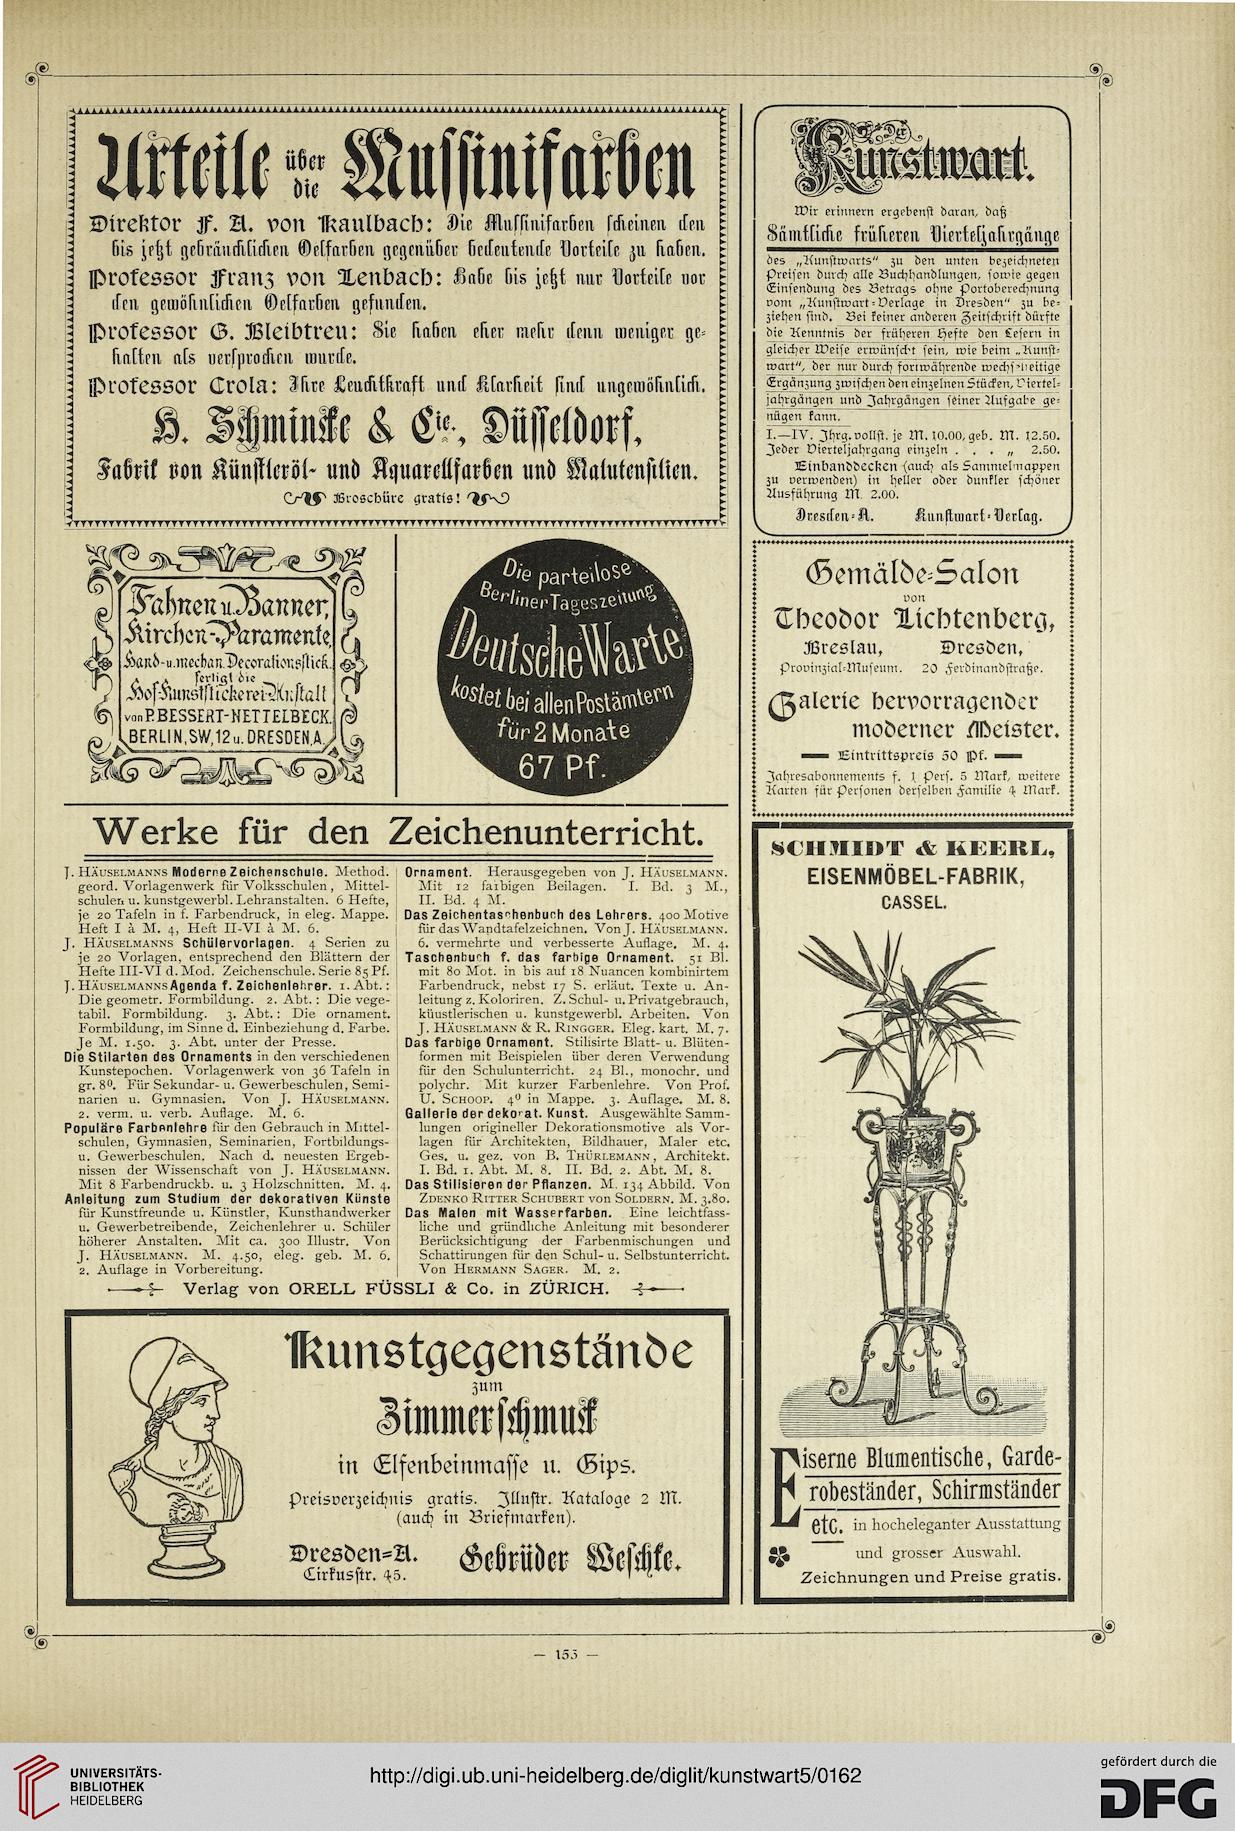 Urteile über die Mussinifarben
Direktor F. A. von Kaulbach: Die Mussinifarben scheinen den
bis jetzt gebräuchlichen Oelfarben gegenüber bedeutende Vorteile zu haben.
Professor Franz von Lenbach: Habe bis jetzt nur Vorteile vor
den gewöhnlichen Oelfarben gefunden.
Professor G. Bleibtreu: Sie haben eher mehr denn weniger ge-
halten als versprochen wurde.
Professor Crola: Ihre Leuchtkraft und Klarheit sind ungewöhnlich.
H. Schmincke & Cie., Düsseldorf,
Fabrik von Künstleröl- und Aquarellfarben und Malutensilien.
Broschüre gratis!
Der
Kunstwart.
Wir erinnern ergebenst daran, daß
Sämtliche früheren Vierteljahrgänge
des „Kunstwarts“ zu den unten bezeichneten
Preisen durch alle Buchhandlungen, sowie gegen
Einsendung des Betrags ohne Portoberechnung
vom „Kunstwart-Verlage in Dresden“ zu be-
ziehen sind. Bei keiner anderen Zeitschrift dürfte
die Kenntnis der früheren Hefte den Lesern in
gleicher Weise erwünscht sein, wie beim „Kunst-
wart“, der nur durch fortwährende wechselseitige
Ergänzung zwischen den einzelnen Stücken, Viertel-
jahrgängen und Jahrgängen seiner Aufgabe ge-
nügen kann.
I.—IV. Jhrg. vollst. je M. 10.00, geb. M. 12.50.
Jeder Vierteljahrgang einzeln . . . „ 2.50.
Einbanddecken (auch als Sammelmappen
zu verwenden) in heller oder dunkler schöner
Ausführung M. 2.00.
Dresden-A. Kunstwart-Verlag.
Fahnen u. Banner,
Kirchen-Paramente,
Hand- u. mechan. Decorationsstick.
fertigt die
Hof-Kunststickerei-Anstalt
von P. BESSERT-NETTELBECK.
BERLIN, SW, 12 u. DRESDEN, A.
Die parteilose
Berliner Tageszeitung
Deutsche Warte
kostet bei allen Postämtern
für 2 Monate
67 Pf.
Gemälde-Salon
von
Theodor Lichtenberg,
Breslau, Dresden,
Provinzial-Museum. 20 Ferdinandstraße.
Galerie hervorragender
moderner Meister.
Eintrittspreis 50 Pf.
Jahresabonnements f. 1 Pers. 5 Mark, weitere
Karten für Personen derselben Familie 4 Mark.
Werke für den Zeichenunterricht.
J. HÄUSELMANNS Moderne Zeichenschule. Method.
geord. Vorlagenwerk für Volksschulen, Mittel-
schulen u. kunstgewerbl. Lehranstalten. 6 Hefte,
je 20 Tafeln in f. Farbendruck, in eleg. Mappe.
Heft I à M. 4, Heft II-VI à M. 6.
J. HÄUSELMANNS Schülervorlagen. 4 Serien zu
je 20 Vorlagen, entsprechend den Blättern der
Hefte III-VI d. Mod. Zeichenschule. Serie 85 Pf.
J. HÄUSELMANNS Agenda f. Zeichenlehrer. 1. Abt.:
Die geometr. Formbildung. 2. Abt.: Die vege-
tabil. Formbildung. 3. Abt.: Die ornament.
Formbildung, im Sinne d. Einbeziehung d. Farbe.
Je M. 1.50. 3. Abt. unter der Presse.
Die Stilarten des Ornaments in den verschiedenen
Kunstepochen. Vorlagenwerk von 36 Tafeln in
gr. 8º. Für Sekundar- u. Gewerbeschulen, Semi-
narien u. Gymnasien. Von J. HÄUSELMANN.
2. verm. u. verb. Auflage. M. 6.
Populäre Farbenlehre für den Gebrauch in Mittel-
schulen, Gymnasien, Seminarien, Fortbildungs-
u. Gewerbeschulen. Nach d. neuesten Ergeb-
nissen der Wissenschaft von J. HÄUSELMANN.
Mit 8 Farbendruckb. u. 3 Holzschnitten. M. 4.
Anleitung zum Studium der dekorativen Künste
für Kunstfreunde u. Künstler, Kunsthandwerker
u. Gewerbetreibende, Zeichenlehrer u. Schüler
höherer Anstalten. Mit ca. 300 Illustr. Von
J. HÄUSELMANN. M. 4.50, eleg. geb. M. 6.
2. Auflage in Vorbereitung.
Ornament. Herausgegeben von J. HÄUSELMANN.
Mit 12 farbigen Beilagen. I. Bd. 3 M.,
II. Bd. 4 M.
Das Zeichentaschenbuch des Lehrers. 400 Motive
für das Wandtafelzeichnen. Von J. HÄUSELMANN.
6. vermehrte und verbesserte Auflage. M. 4.
Taschenbuch f. das farbige Ornament. 51 Bl.
mit 80 Mot. in bis auf 18 Nuancen kombinirtem
Farbendruck, nebst 17 S. erläut. Texte u. An-
leitung z. Koloriren. Z. Schul- u. Privatgebrauch,
küustlerischen u. kunstgewerbl. Arbeiten. Von
J. HÄUSELMANN & R. RINGGER. Eleg. kart. M. 7.
Das farbige Ornament. Stilisirte Blatt- u. Blüten-
formen mit Beispielen über deren Verwendung
für den Schulunterricht. 24 Bl., monochr. und
polychr. Mit kurzer Farbenlehre. Von Prof.
U. SCHOOP. 4º in Mappe. 3. Auflage. M. 8.
Gallerie der dekorat. Kunst. Ausgewählte Samm-
lungen origineller Dekorationsmotive als Vor-
lagen für Architekten, Bildhauer, Maler etc.
Ges. u. gez. von B. THÜRLEMANN, Architekt.
I. Bd. 1. Abt. M. 8. II. Bd. 2. Abt. M. 8.
Das Stilisieren der Pflanzen. M. 134 Abbild. Von
ZDENKO RITTER SCHUBERT VON SOLDERN. M. 3.80.
Das Malen mit Wasserfarben. Eine leichtfass-
liche und gründliche Anleitung mit besonderer
Berücksichtigung der Farbenmischungen und
Schattirungen für den Schul- u. Selbstunterricht.
Von HERMANN SAGER. M. 2.
Verlag von ORELL FÜSSLI & Co. in ZÜRICH.
SCHMIDT & KEERL,
EISENMÖBEL-FABRIK,
CASSEL.
Eiserne Blumentische, Garde-
robeständer, Schirmständer
etc. in hocheleganter Ausstattung
und grosser Auswahl.
Zeichnungen und Preise gratis.
Kunstgegenstände
zum
Zimmerschmuck
in Elfenbeinmasse u. Gips.
Preisverzeichnis gratis. Illustr. Kataloge 2 M.
(auch in Briefmarken).
Dresden-A. Gebrüder Weschke.
Cirkusstr. 45.
— 153 —
UNIVERSITÄTS-
BIBLIOTHEK
HEIDELBERG
http://digi.ub.uni-heidelberg.de/diglit/kunstwart5/0162
gefördert durch die
DFG